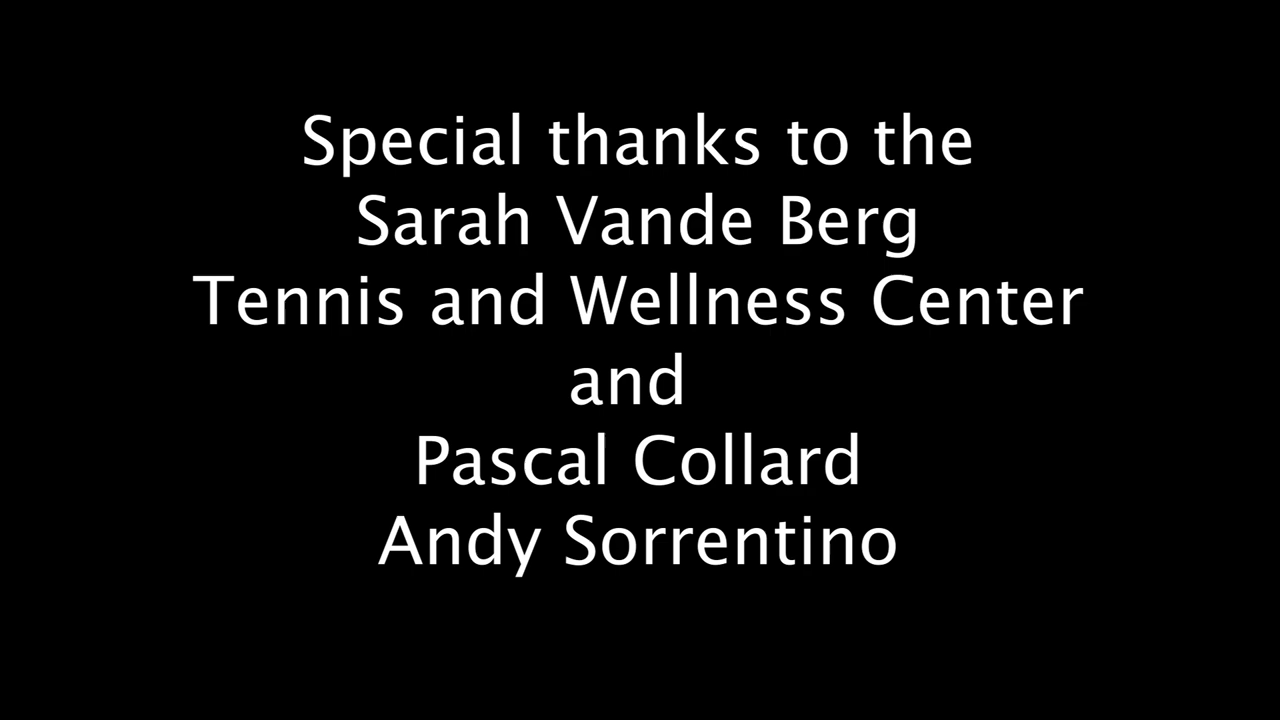 Special thanks to the
Sarah Vande Berg
Tennis and Wellness Center
and
Pascal Collard
Andy Sorrentino